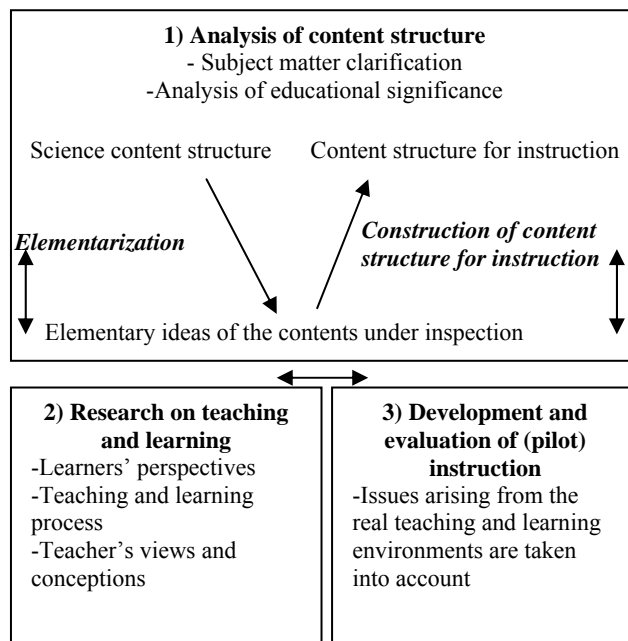 1) Analysis of content structure
- Subject matter clarification
-Analysis of educational significance
Science content structure
Content structure for instruction
Elementarization
Construction of content
structure for instruction
Elementary ideas of the contents under inspection
2) Research on teaching
and learning
-Learners’ perspectives
-Teaching and learning
process
-Teacher’s views and
conceptions
3) Development and
evaluation of (pilot)
instruction
-Issues arising from the
real teaching and learning
environments are taken
into account